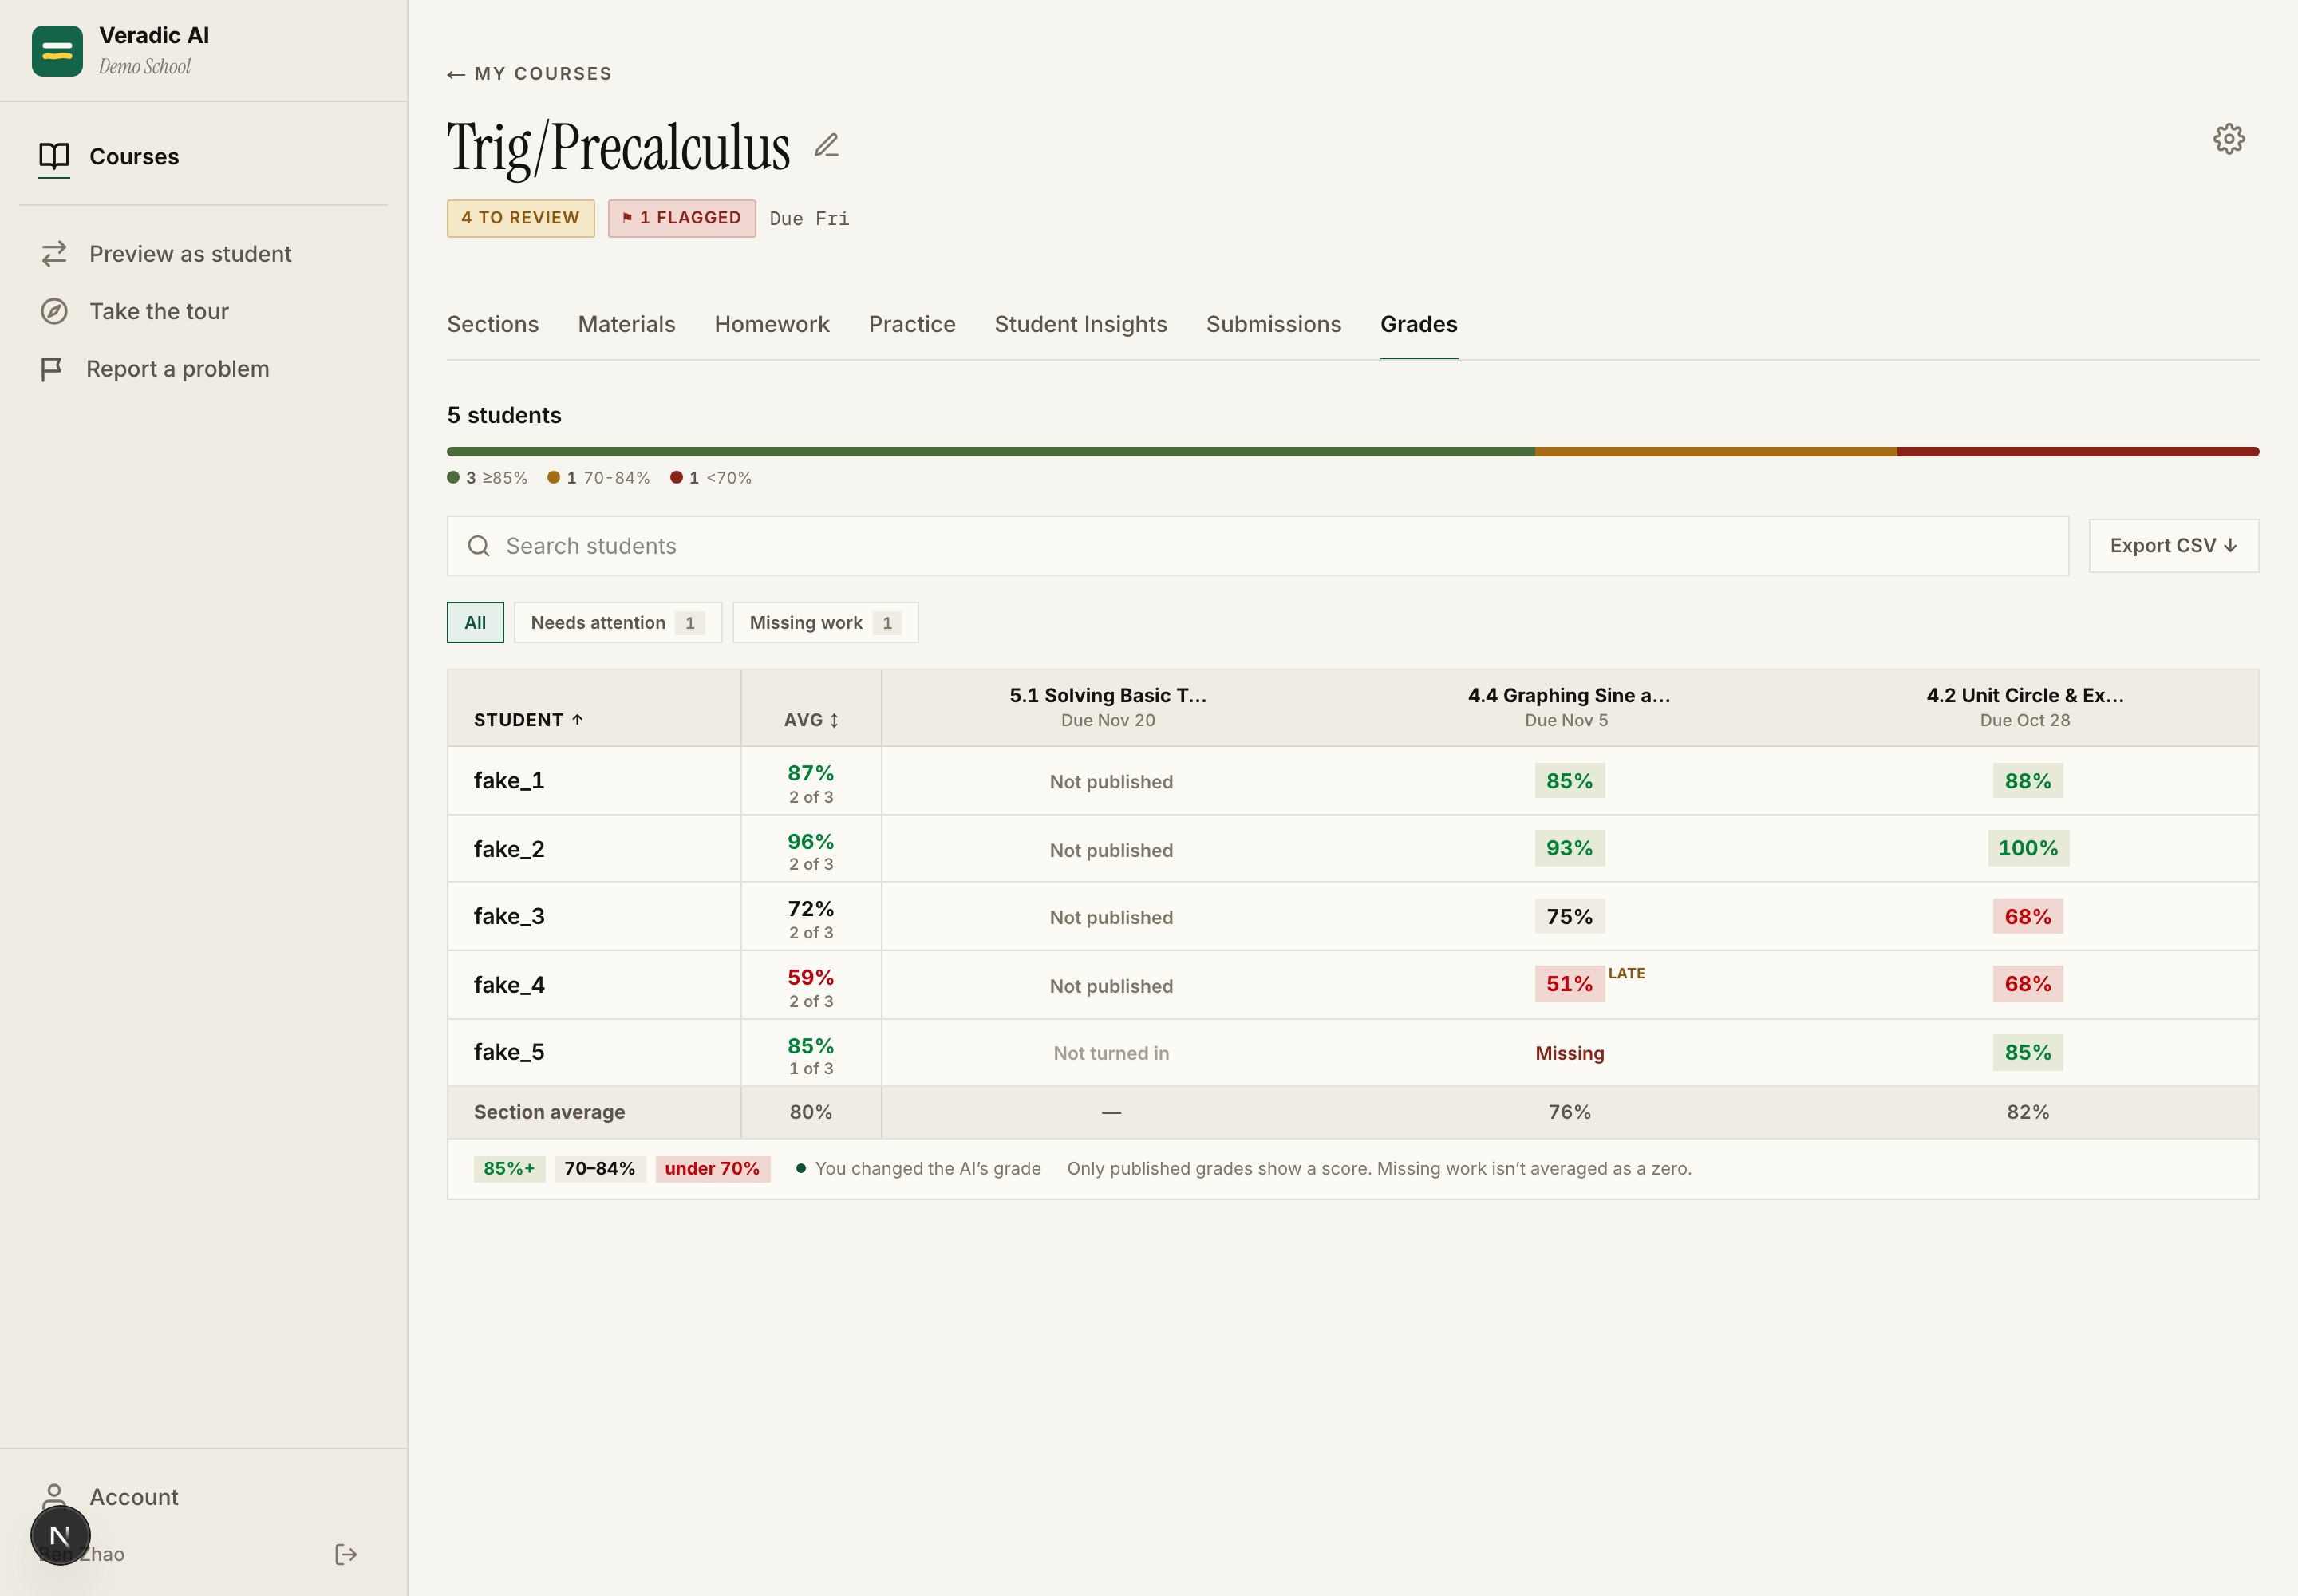 Veradic AI
Demo School
Courses
Preview as student
Take the tour
Report a problem
Account
Ben Zhao
← MY COURSES
Trig/Precalculus
4 TO REVIEW
1 FLAGGED
Due Fri
Sections Materials Homework Practice Student Insights Submissions Grades
5 students
3 ≥85% 1 70-84% 1 <70%
Search students
Export CSV ↓
All
Needs attention 1
Missing work 1
STUDENT ↑ AVG ↕ 5.1 Solving Basic T... 4.4 Graphing Sine a... 4.2 Unit Circle & Ex...
Due Nov 20 Due Nov 5 Due Oct 28
fake_1 87% Not published 85% 88%
2 of 3
fake_2 96% Not published 93% 100%
2 of 3
fake_3 72% Not published 75% 68%
2 of 3
fake_4 59% Not published 51% LATE 68%
2 of 3
fake_5 85% Not turned in Missing 85%
1 of 3
Section average 80% — 76% 82%
85%+ 70–84% under 70% You changed the AI’s grade Only published grades show a score. Missing work isn’t averaged as a zero.
N